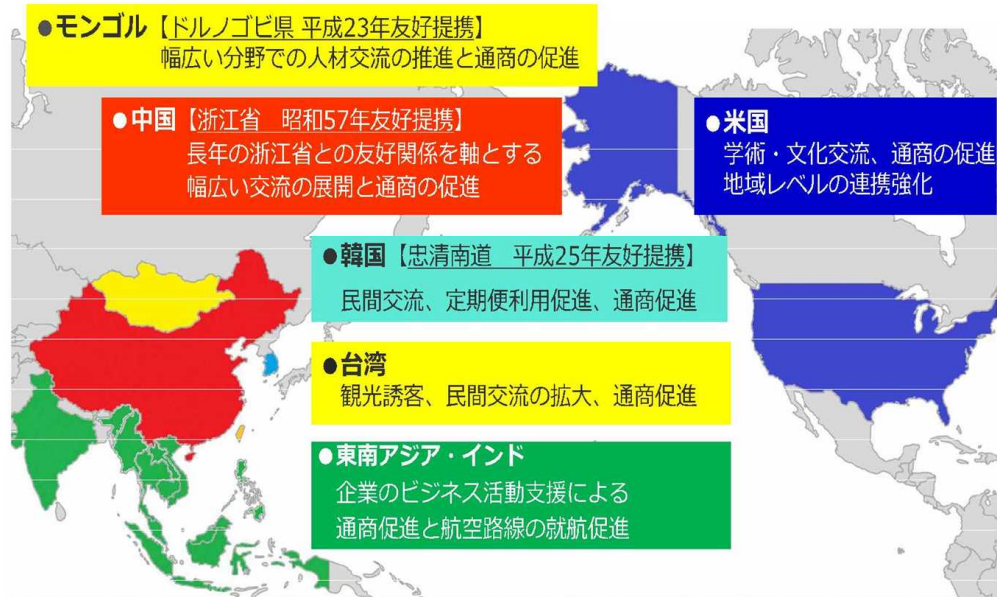 ●モンゴル【ドルノゴビ県 平成23年友好提携】
幅広い分野での人材交流の推進と通商の促進
●中国【浙江省　昭和57年友好提携】
長年の浙江省との友好関係を軸とする
幅広い交流の展開と通商の促進
●米国
学術・文化交流、通商の促進
地域レベルの連携強化
●韓国【忠清南道　平成25年友好提携】
民間交流、定期便利用促進、通商促進
●台湾
観光誘客、民間交流の拡大、通商促進
●東南アジア・インド
企業のビジネス活動支援による
通商促進と航空路線の就航促進